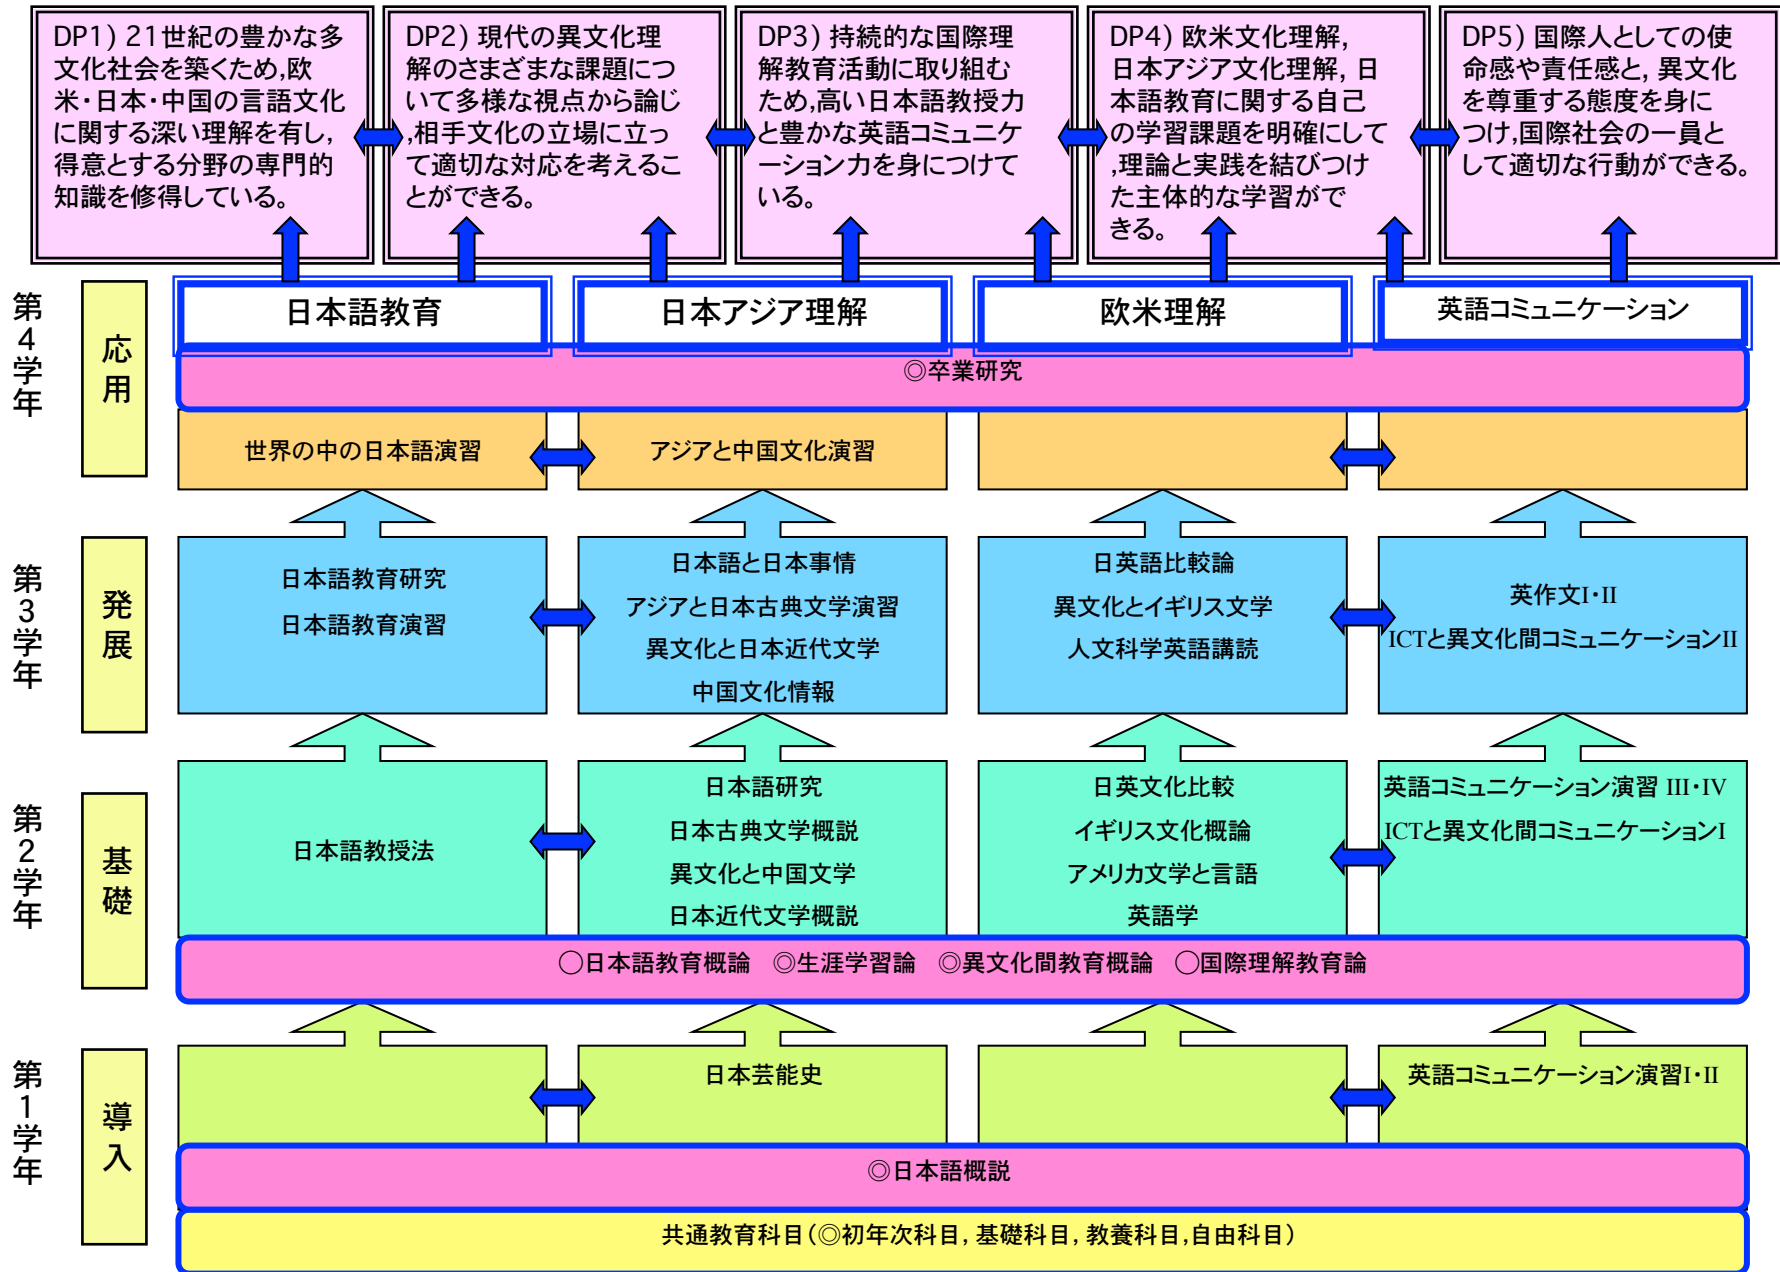 DP1) 21世紀の豊かな多
文化社会を築くため,欧
米・日本・中国の言語文化
に関する深い理解を有し,
得意とする分野の専門的
知識を修得している。
DP2) 現代の異文化理
解のさまざまな課題につ
いて多様な視点から論じ
,相手文化の立場に立っ
て適切な対応を考えるこ
とができる。
DP3) 持続的な国際理
解教育活動に取り組む
ため,高い日本語教授力
と豊かな英語コミュニケ
ーション力を身につけて
いる。
DP4) 欧米文化理解,
日本アジア文化理解, 日
本語教育に関する自己
の学習課題を明確にして
,理論と実践を結びつけ
た主体的な学習がで
きる。
DP5) 国際人としての使
命感や責任感と, 異文化
を尊重する態度を身に
つけ,国際社会の一員と
して適切な行動ができる。
第4学年
応用
日本語教育
日本アジア理解
欧米理解
英語コミュニケーション
◎卒業研究
世界の中の日本語演習
アジアと中国文化演習
第3学年
発展
日本語教育研究
日本語教育演習
日本語と日本事情
アジアと日本古典文学演習
異文化と日本近代文学
中国文化情報
日英語比較論
異文化とイギリス文学
人文科学英語講読
英作文I・II
ICTと異文化間コミュニケーションII
第2学年
基礎
日本語教授法
日本語研究
日本古典文学概説
異文化と中国文学
日本近代文学概説
日英文化比較
イギリス文化概論
アメリカ文学と言語
英語学
英語コミュニケーション演習 III・IV
ICTと異文化間コミュニケーションI
○日本語教育概論 ◎生涯学習論 ◎異文化間教育概論 ○国際理解教育論
第1学年
導入
日本芸能史
英語コミュニケーション演習I・II
◎日本語概説
共通教育科目(◎初年次科目, 基礎科目, 教養科目,自由科目)